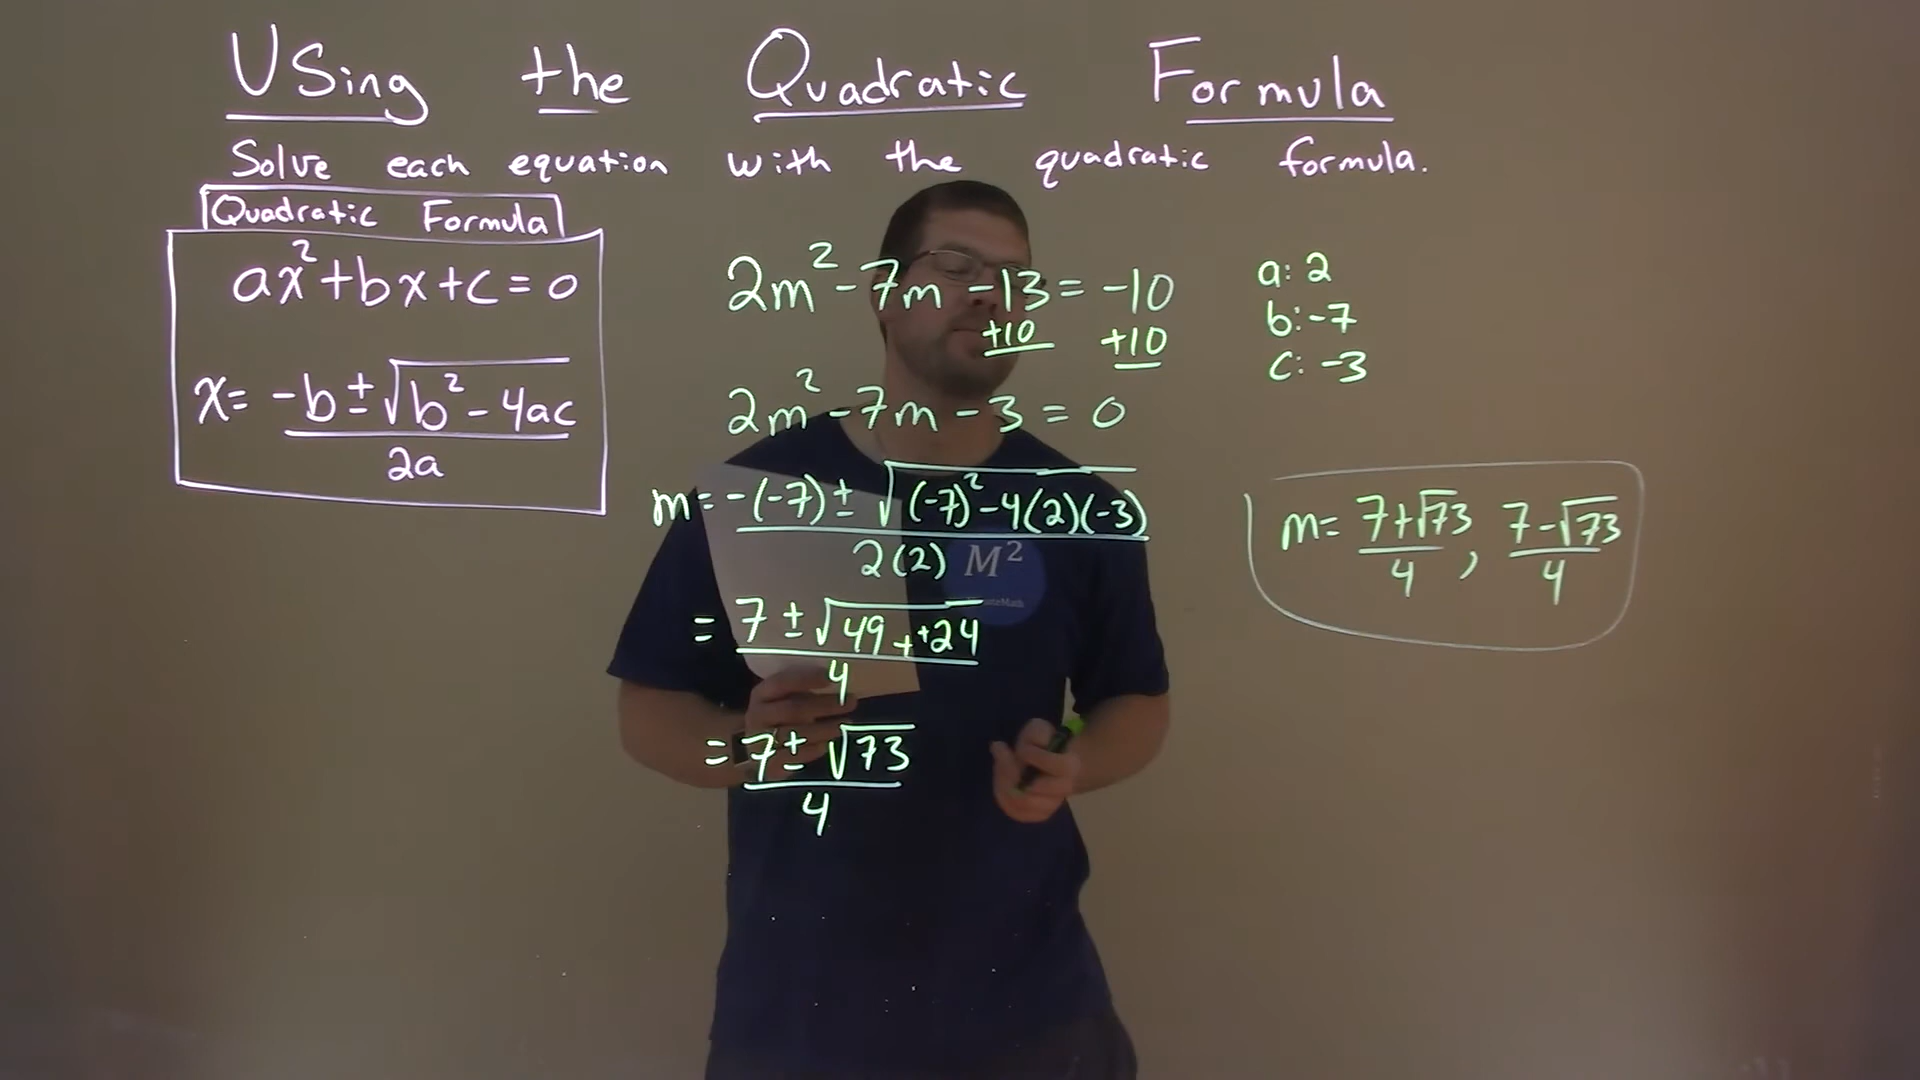 Using the Quadratic Formula
Solve each equation with the quadratic formula.
Quadratic Formula
ax²+bx+c=0
x= (-b±√(b²-4ac))/(2a)
2m²-7m-13=-10
+10 +10
2m²-7m-3=0
m= (-(-7)±√((-7)²-4(2)(-3)))/(2(2))
= (7±√(49++24))/4
= (7±√73)/4
a: 2
b: -7
c: -3
m= (7+√73)/4, (7-√73)/4
M²